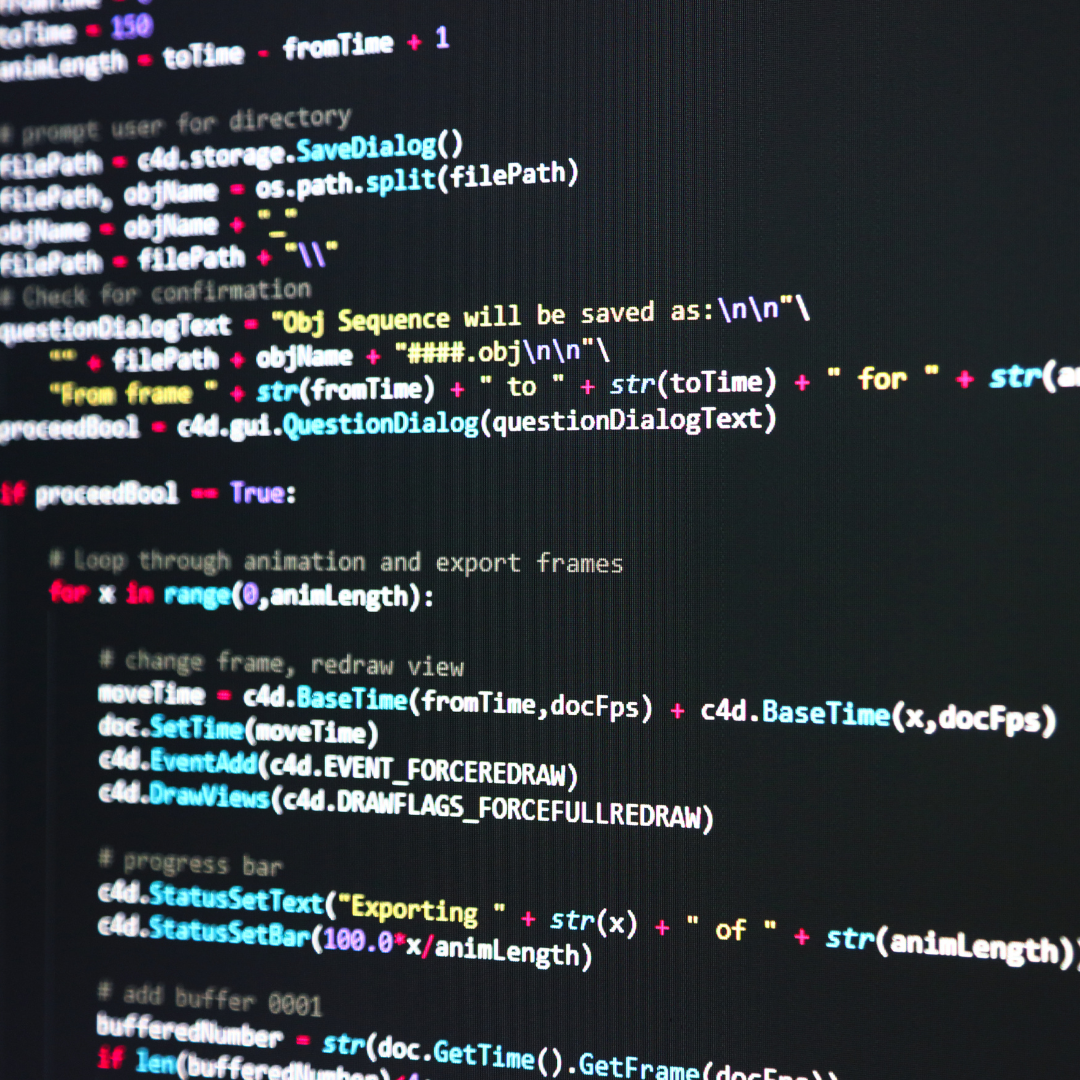 toTime = 150
animLength = toTime - fromTime + 1
# prompt user for directory
filePath = c4d.storage.SaveDialog()
filePath, objName = os.path.split(filePath)
objName = objName + "_"
filePath = filePath + "\\"
# Check for confirmation
questionDialogText = "Obj Sequence will be saved as:\n\n"\
"" + filePath + objName + "####.obj\n\n"\
"From frame " + str(fromTime) + " to " + str(toTime) + " for " + str(
proceedBool = c4d.gui.QuestionDialog(questionDialogText)
if proceedBool == True:
# Loop through animation and export frames
for x in range(0,animLength):
# change frame, redraw view
moveTime = c4d.BaseTime(fromTime,docFps) + c4d.BaseTime(x,docFps)
doc.SetTime(moveTime)
c4d.EventAdd(c4d.EVENT_FORCEREDRAW)
c4d.DrawViews(c4d.DRAWFLAGS_FORCEFULLREDRAW)
# progress bar
c4d.StatusSetText("Exporting " + str(x) + " of " + str(animLength))
c4d.StatusSetBar(100.0*x/animLength)
# add buffer 0001
bufferedNumber = str(doc.GetTime().GetFrame(docFps))
if len(bufferedNumber)